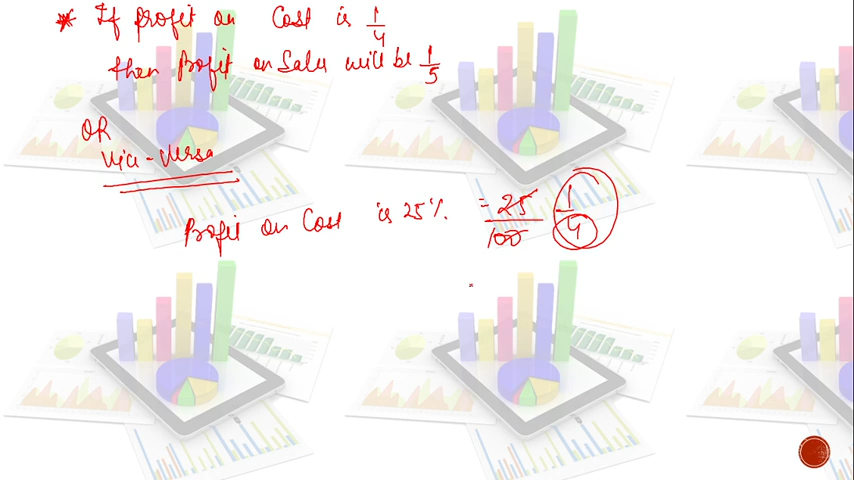 * If profit on Cost is 1/4
then Profit on Sales will be 1/5
OR
Vice-Versa
Profit on Cost is 25% = 25/100 1/4